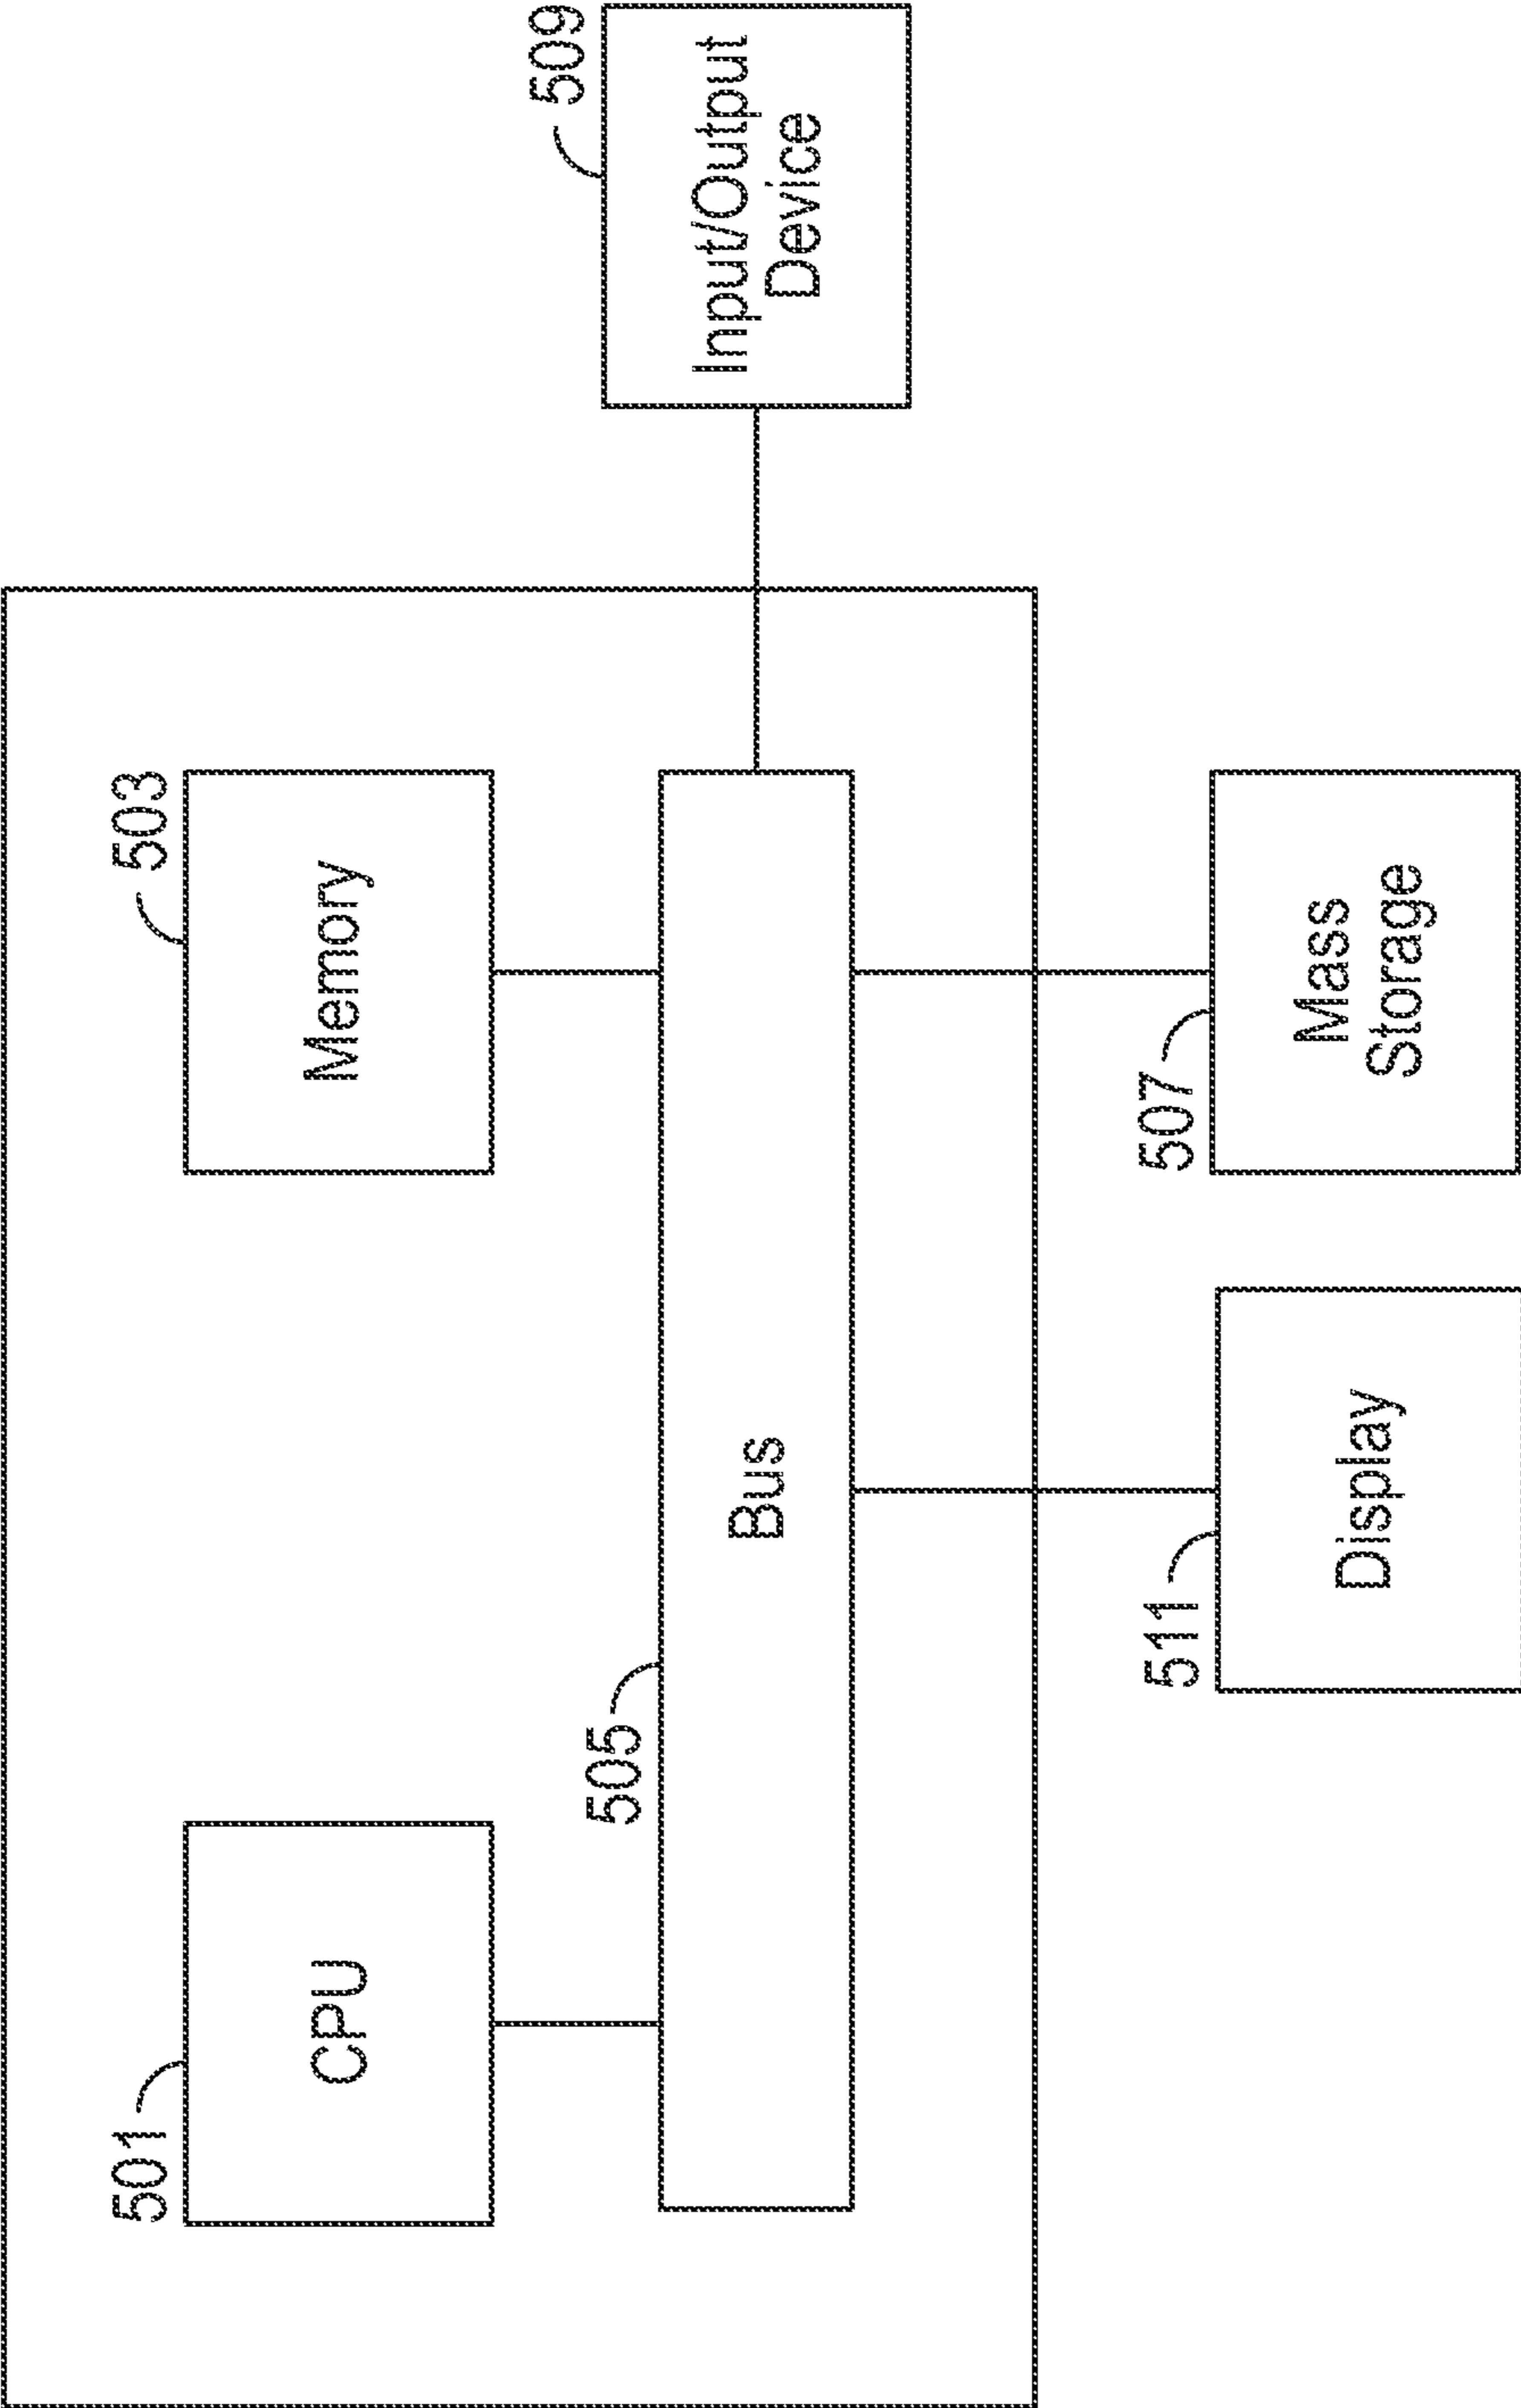 501
CPU
503
Memory
505
Bus
509
Input/Output
Device
511
Display
507
Mass
Storage